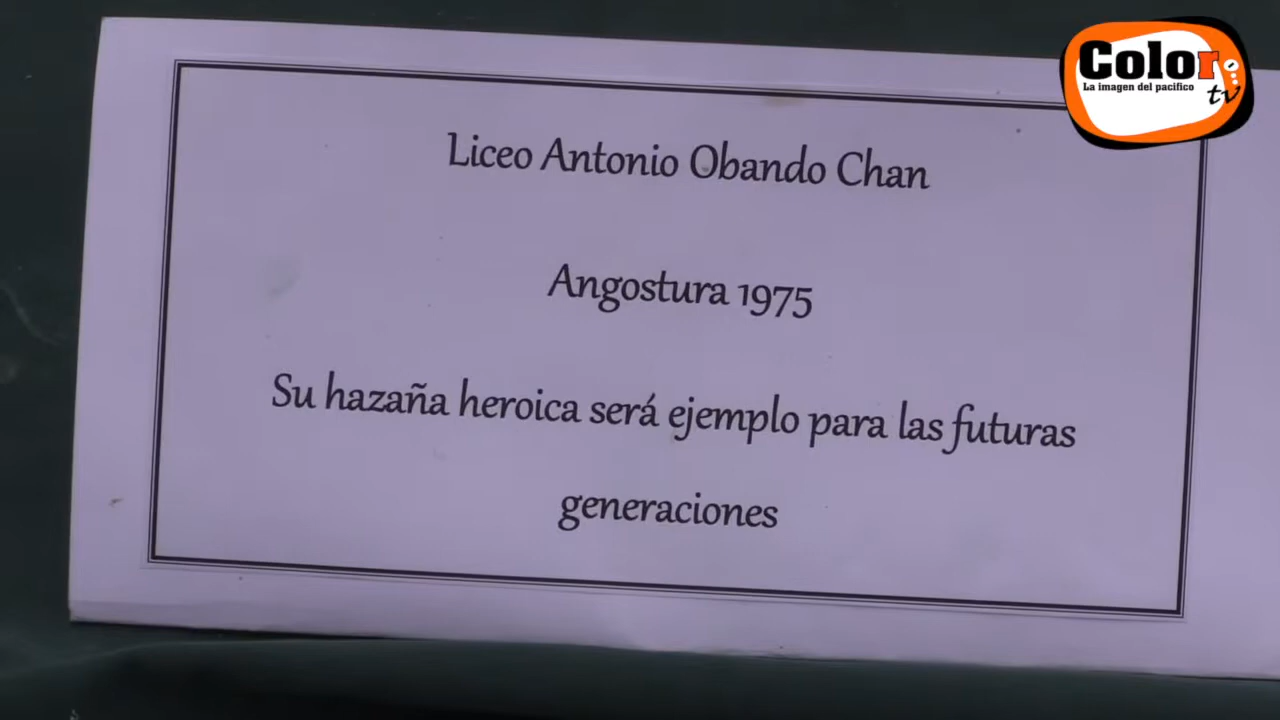 Color
tv
La imagen del pacifico
Liceo Antonio Obando Chan
Angostura 1975
Su hazaña heroica será ejemplo para las futuras
generaciones